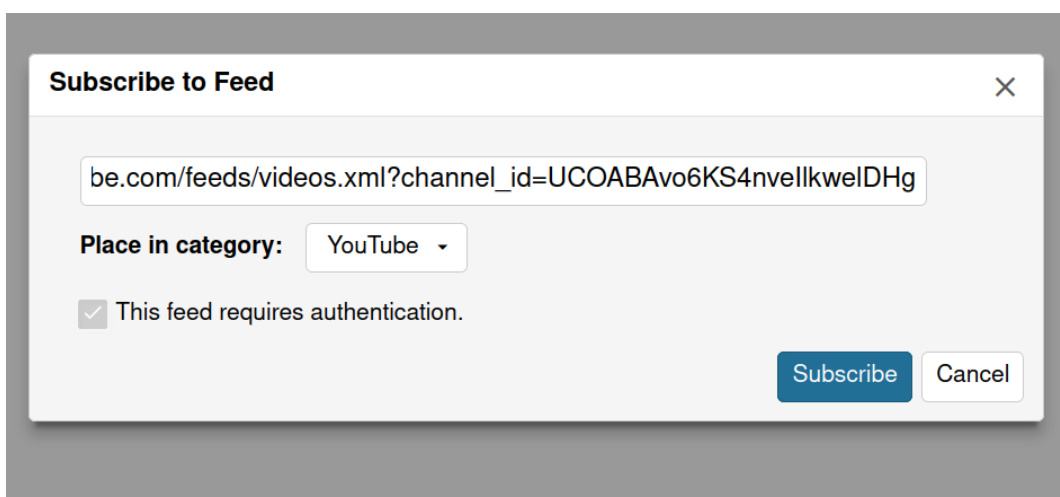 Subscribe to Feed
be.com/feeds/videos.xml?channel_id=UCOABAvo6KS4nveIlkwelDHg
Place in category: YouTube
This feed requires authentication.
Subscribe Cancel